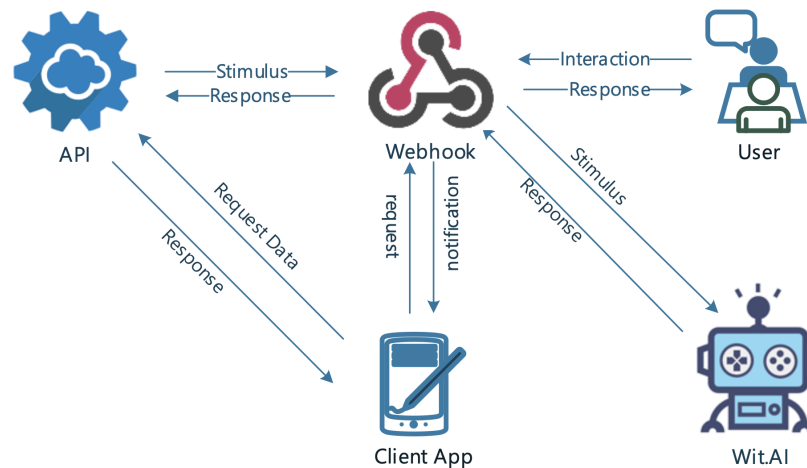 Stimulus
Response
Interaction
Response
API
Webhook
User
Request Data
Response
request
notification
Stimulus
Response
Client App
Wit.AI